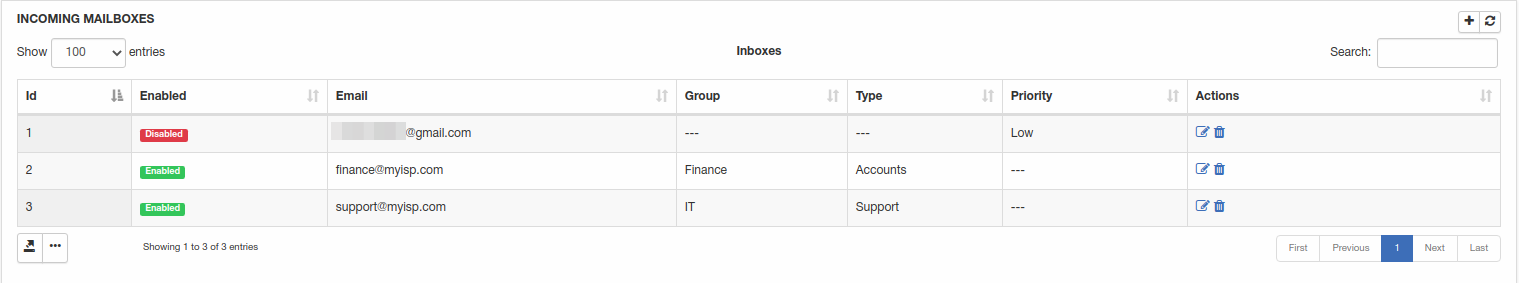 INCOMING MAILBOXES
Show 100 entries Inboxes Search:
Id Enabled Email Group Type Priority Actions
1 Disabled @gmail.com --- --- Low
2 Enabled finance@myisp.com Finance Accounts ---
3 Enabled support@myisp.com IT Support ---
Showing 1 to 3 of 3 entries First Previous 1 Next Last